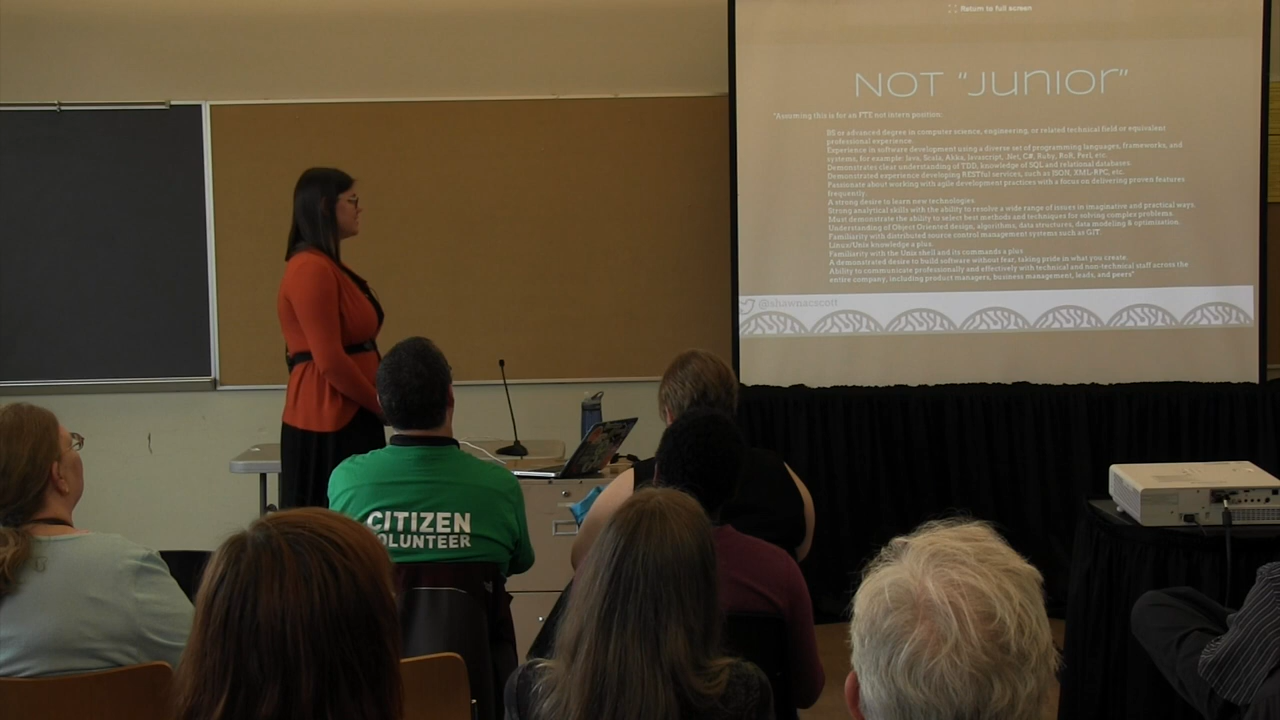 Return to full screen
NOT "Junior"
"Assuming this is for an FTE not intern position:
BS or advanced degree in computer science, engineering, or related technical field or equivalent
professional experience.
Experience in software development using a diverse set of programming languages, frameworks, and
systems, for example: Java, Scala, Akka, Javascript, .Net, C#, Ruby, RoR, Perl, etc.
Demonstrates clear understanding of TDD, knowledge of SQL and relational databases.
Demonstrated experience developing RESTful services, such as JSON, XML-RPC, etc.
Passionate about working with agile development practices with a focus on delivering proven features
frequently.
A strong desire to learn new technologies.
Strong analytical skills with the ability to resolve a wide range of issues in imaginative and practical ways.
Must demonstrate the ability to select best methods and techniques for solving complex problems.
Understanding of Object Oriented design, algorithms, data structures, data modeling & optimization.
Familiarity with distributed source control management systems such as GIT.
Linux/Unix knowledge a plus.
Familiarity with the Unix shell and its commands a plus.
A demonstrated desire to build software without fear, taking pride in what you create.
Ability to communicate professionally and effectively with technical and non-technical staff across the
entire company, including product managers, business management, leads, and peers"
@shawnacscott
CITIZEN
VOLUNTEER